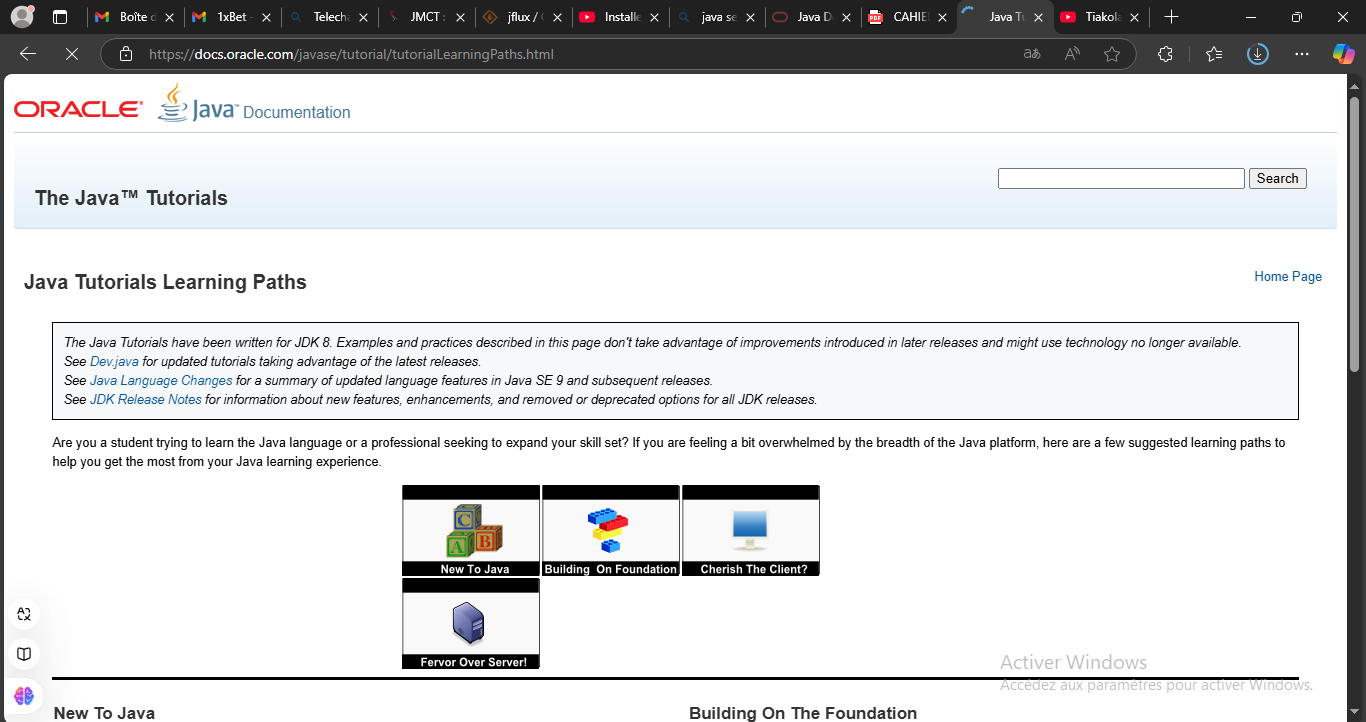 Boîte d
1xBet -
Telecha
JMCT :
jflux / 
Installe
java se
Java D
CAHIE
Java Tu
Tiakola
https://docs.oracle.com/javase/tutorial/tutorialLearningPaths.html
ORACLE Java™ Documentation
The Java™ Tutorials
Search
Java Tutorials Learning Paths
Home Page
The Java Tutorials have been written for JDK 8. Examples and practices described in this page don't take advantage of improvements introduced in later releases and might use technology no longer available.
See Dev.java for updated tutorials taking advantage of the latest releases.
See Java Language Changes for a summary of updated language features in Java SE 9 and subsequent releases.
See JDK Release Notes for information about new features, enhancements, and removed or deprecated options for all JDK releases.
Are you a student trying to learn the Java language or a professional seeking to expand your skill set? If you are feeling a bit overwhelmed by the breadth of the Java platform, here are a few suggested learning paths to
help you get the most from your Java learning experience.
C
A B
New To Java
Building On Foundation
Cherish The Client?
Fervor Over Server!
Activer Windows
Accédez aux paramètres pour activer Windows.
New To Java
Building On The Foundation